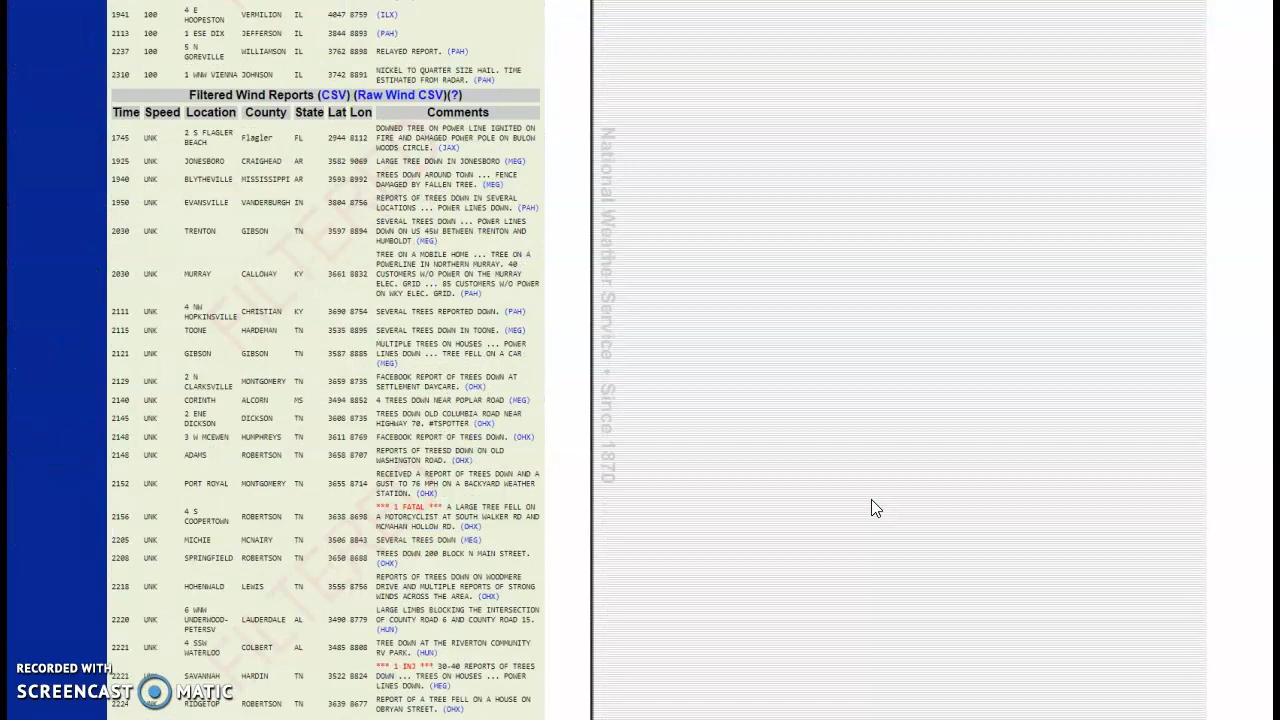 1941 100 4 E HOOPESTON VERMILION IL 4047 8759 (ILX)
2113 100 1 ESE DIX JEFFERSON IL 3844 8893 (PAH)
2237 100 5 N GOREVILLE WILLIAMSON IL 3762 8898 RELAYED REPORT. (PAH)
2310 100 1 WNW VIENNA JOHNSON IL 3742 8891 NICKEL TO QUARTER SIZE HAIL. TIME
ESTIMATED FROM RADAR. (PAH)
Filtered Wind Reports (CSV) (Raw Wind CSV)(?)
Time Speed Location County State Lat Lon Comments
1745 UNK 2 S FLAGLER BEACH Flagler FL 2944 8112 DOWNED TREE ON POWER LINE IGNITED ON
FIRE AND DAMAGED POWER POLE ON BULOW
WOODS CIRCLE. (JAX)
1925 UNK JONESBORO CRAIGHEAD AR 9069 LARGE TREE DOWN IN JONESBORO (MEG)
1940 UNK BLYTHEVILLE MISSISSIPPI AR 3593 8992 TREES DOWN AROUND TOWN ... FENCE
DAMAGED BY FALLEN TREE. (MEG)
1950 UNK EVANSVILLE VANDERBURGH IN 3804 8756 REPORTS OF TREES DOWN IN SEVERAL
LOCATIONS ... POWER LINES DOWN. (PAH)
2030 UNK TRENTON GIBSON TN 3597 8894 SEVERAL TREES DOWN ... POWER LINES
DOWN ON US 45W BETWEEN TRENTON AND
HUMBOLDT (MEG)
2030 UNK MURRAY CALLOWAY KY 3661 8832 TREE ON A MOBILE HOME ... TREE ON A
POWERLINE IN NORTHERN MURRAY. 40
CUSTOMERS W/O POWER ON THE MURRAY
ELEC. GRID ... 85 CUSTOMERS W/O POWER
ON WKY ELEC. GRID. (PAH)
2111 UNK 4 NW HOPKINSVILLE CHRISTIAN KY 3690 8754 SEVERAL TREES REPORTED DOWN. (PAH)
2115 UNK TOONE HARDEMAN TN 8895 SEVERAL TREES DOWN IN TOONE. (MEG)
2121 UNK GIBSON GIBSON TN 3587 8885 MULTIPLE TREES ON HOUSES ... POWER
LINES DOWN ... TREE FELL ON A CAR
(MEG)
2129 UNK 2 N CLARKSVILLE MONTGOMERY TN 3659 8735 FACEBOOK REPORT OF TREES DOWN AT
SETTLEMENT DAYCARE. (OHX)
2140 UNK CORINTH ALCORN MS 3494 8852 4 TREES DOWN NEAR POPLAR ROAD (MEG)
2145 UNK 2 ENE DICKSON DICKSON TN 8735 TREES DOWN OLD COLUMBIA ROAD NEAR
HIGHWAY 70. #TSPOTTER (OHX)
2148 UNK 3 W MCEWEN HUMPHREYS TN 3611 8769 FACEBOOK REPORT OF TREES DOWN. (OHX)
2148 UNK ADAMS ROBERTSON TN 3658 8707 REPORTS OF TREESD DOWN ON OLD
WASHINGTON ROAD. (OHX)
2152 UNK PORT ROYAL MONTGOMERY TN 3655 8714 RECEIVED A REPORT OF TREES DOWN AND A
GUST TO 76 MPH ON A BACKYARD WEATHER
STATION. (OHX)
2156 UNK 4 S COOPERTOWN ROBERTSON TN 3638 8698 *** 1 FATAL *** A LARGE TREE FELL ON
A MOTORCYCLIST AT SOUTH WALKER RD AND
MCMAHAN HOLLOW RD. (OHX)
2205 UNK MICHIE MCNAIRY TN 3506 8843 SEVERAL TREES DOWN (MEG)
2208 UNK SPRINGFIELD ROBERTSON TN 3650 8688 TREES DOWN 200 BLOCK N MAIN STREET.
(OHX)
2218 UNK HOHENWALD LEWIS TN 3555 8756 REPORTS OF TREES DOWN ON WOODMERE
DRIVE AND MULTIPLE REPORTS OF STRONG
WINDS ACROSS THE AREA. (OHX)
2220 UNK 6 WNW UNDERWOOD-PETERSV LAUDERDALE AL 3490 8779 LARGE LIMBS BLOCKING THE INTERSECTION
OF COUNTY ROAD 6 AND COUNTY ROAD 15.
(HUN)
2221 UNK 4 SSW WATERLOO COLBERT AL 3485 8808 TREE DOWN AT THE RIVERTON COMMUNITY
RV PARK. (HUN)
2221 SAVANNAH HARDIN TN 3522 8824 *** 1 INJ *** 30-40 REPORTS OF TREES
DOWN ... TREES ON HOUSES ... POWER
LINES DOWN. (MEG)
2224 UNK RIDGETOP ROBERTSON TN 3639 8677 REPORT OF A TREE FELL ON A HOUSE ON
OBRYAN STREET. (OHX)
National Weather Service • Since 1870
RECORDED WITH
SCREENCAST MATIC